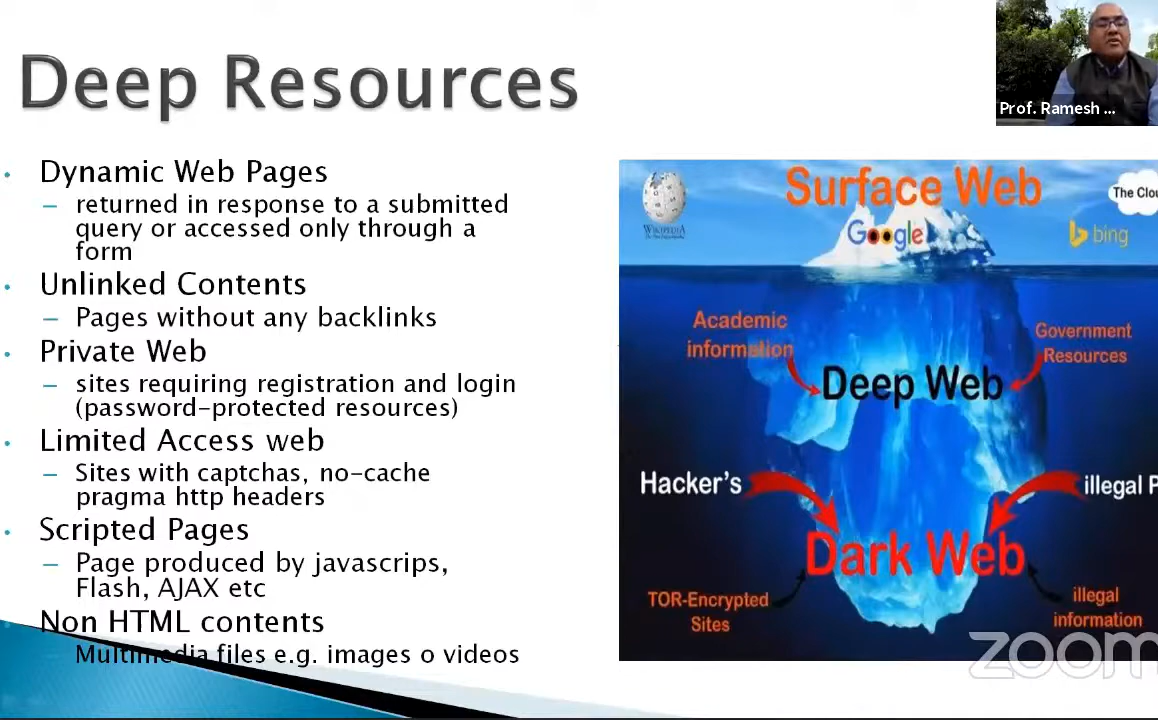 Deep Resources
Prof. Ramesh ...
• Dynamic Web Pages
– returned in response to a submitted
query or accessed only through a
form
• Unlinked Contents
– Pages without any backlinks
• Private Web
– sites requiring registration and login
(password-protected resources)
• Limited Access web
– Sites with captchas, no-cache
pragma http headers
• Scripted Pages
– Page produced by javascrips,
Flash, AJAX etc
• Non HTML contents
Multimedia files e.g. images o videos
Surface Web
WIKIPEDIA
Google
The Clou
bing
Academic
information
Government
Resources
Deep Web
Hacker's
illegal P
Dark Web
TOR-Encrypted
Sites
illegal
information
zoom